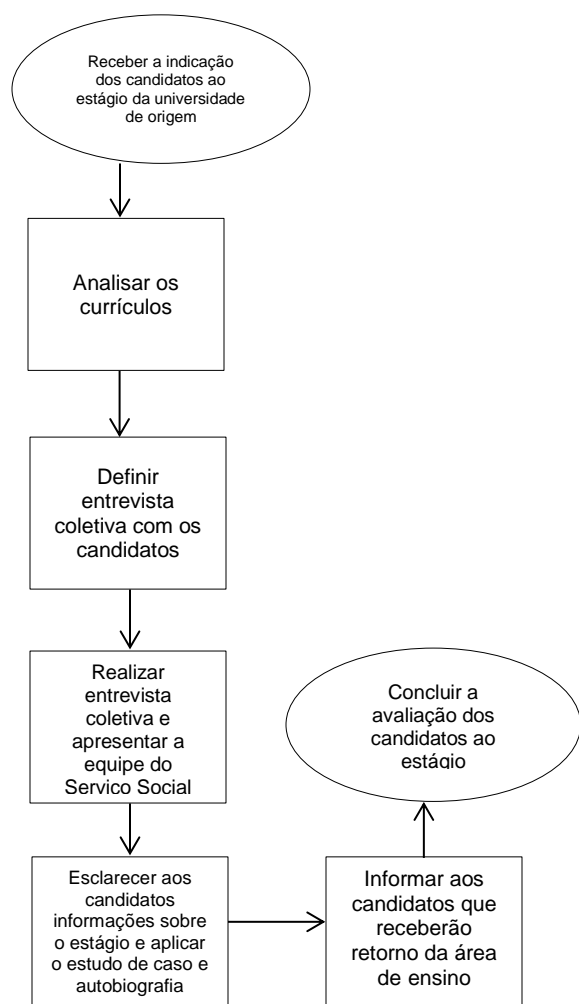 Receber a indicação
dos candidatos ao
estágio da universidade
de origem
Analisar os
currículos
Definir
entrevista
coletiva com os
candidatos
Realizar
entrevista
coletiva e
apresentar a
equipe do
Servico Social
Esclarecer aos
candidatos
informações sobre
o estágio e aplicar
o estudo de caso e
autobiografia
Informar aos
candidatos que
receberão
retorno da área
de ensino
Concluir a
avaliação dos
candidatos ao
estágio